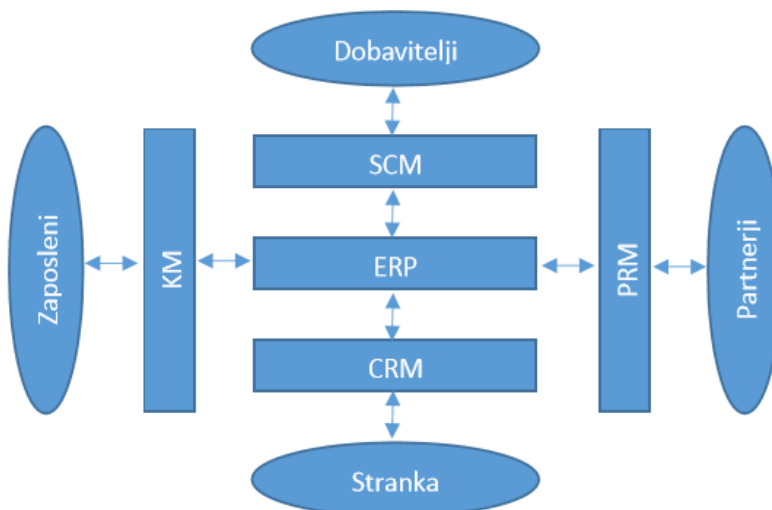 Dobavitelji
SCM
Zaposleni
KM
ERP
PRM
Partnerji
CRM
Stranka